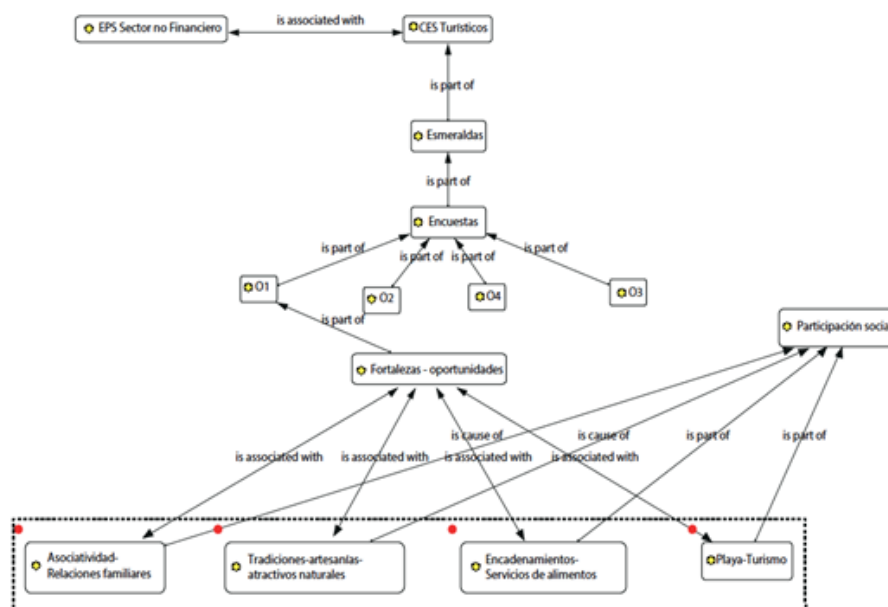 EPS Sector no Financiero
is associated with
CES Turísticos
is part of
Esmeraldas
is part of
Encuestas
is part of
is part of
is part of
is part of
O1
O2
O4
O3
is part of
Participación social
Fortalezas - oportunidades
is cause of
is cause of
is part of
is part of
is associated with
is associated with
is associated with
is associated with
Asociatividad-
Relaciones familiares
Tradiciones-artesanías-
atractivos naturales
Encadenamientos-
Servicios de alimentos
Playa-Turismo